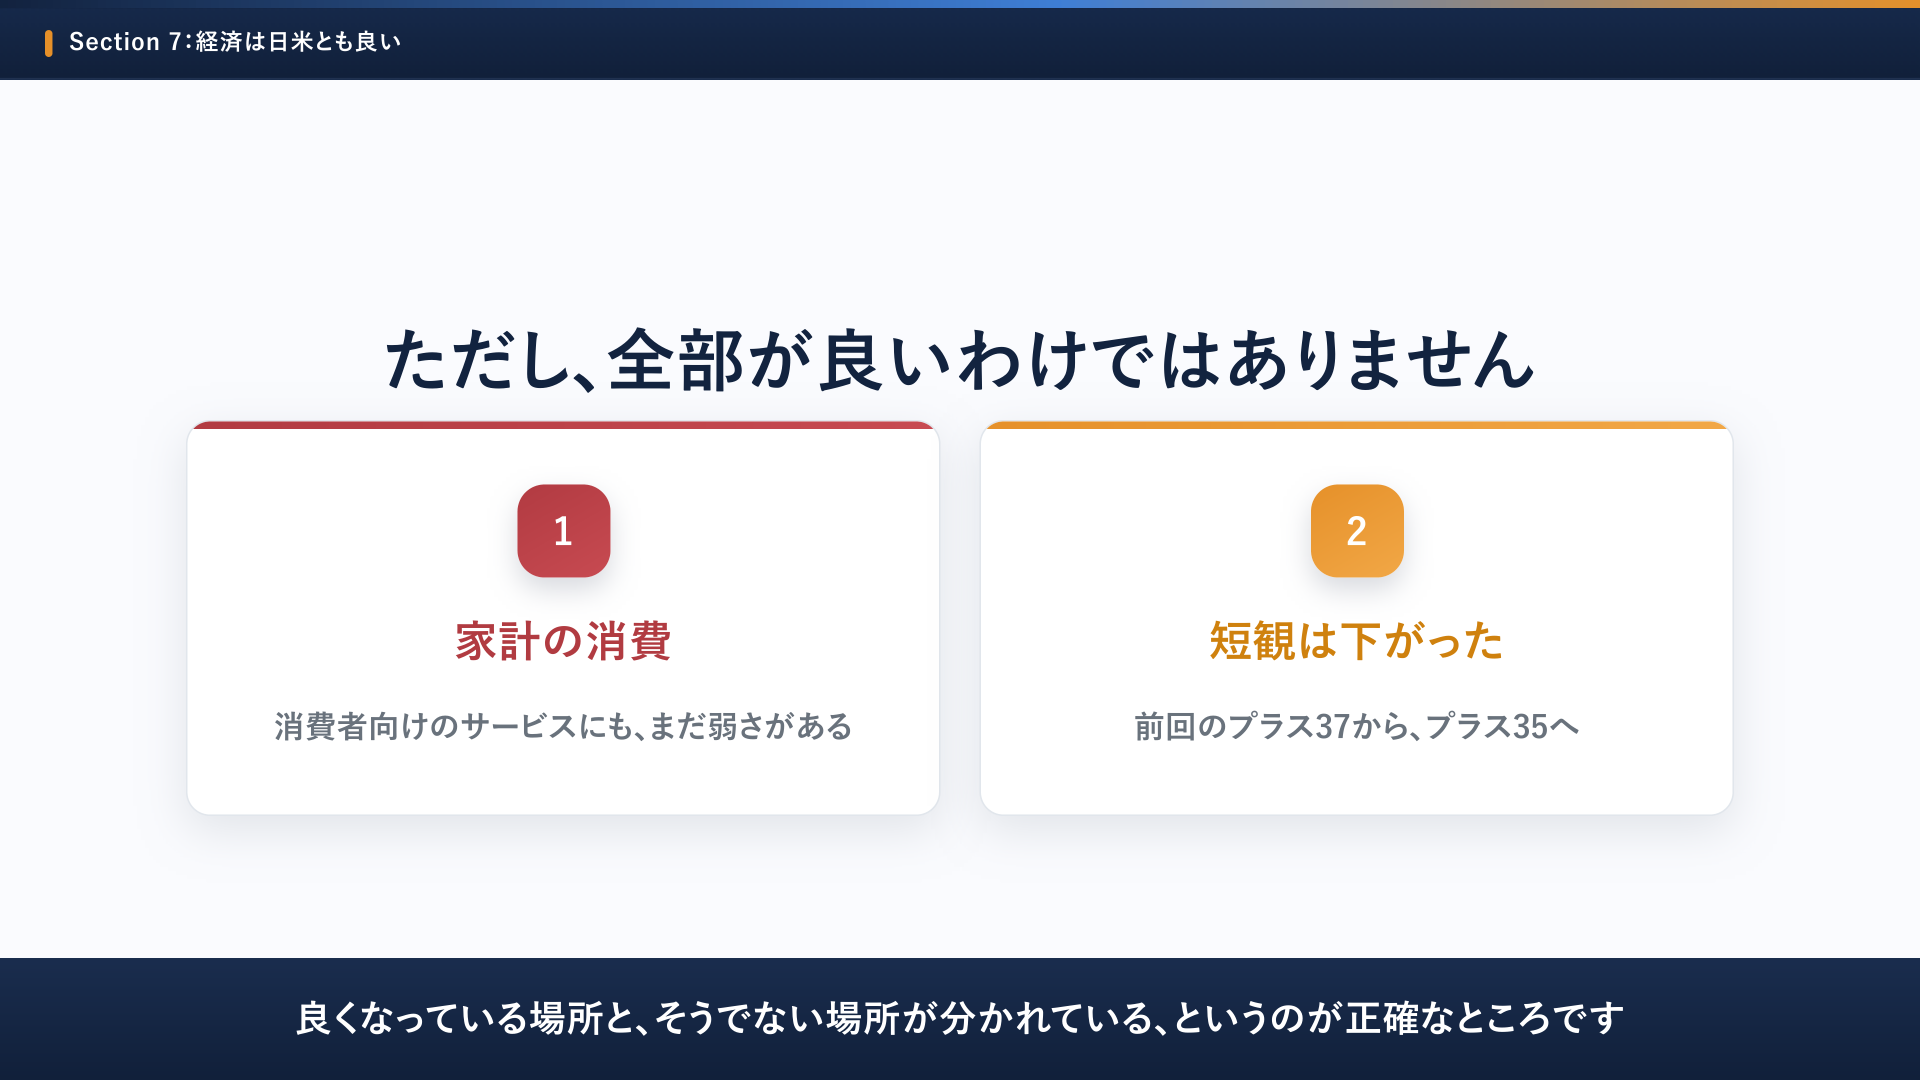 Section 7：経済は日米とも良い
ただし、全部が良いわけではありません
1
家計の消費
消費者向けのサービスにも、まだ弱さがある
2
短観は下がった
前回のプラス37から、プラス35へ
良くなっている場所と、そうでない場所が分かれている、というのが正確なところです